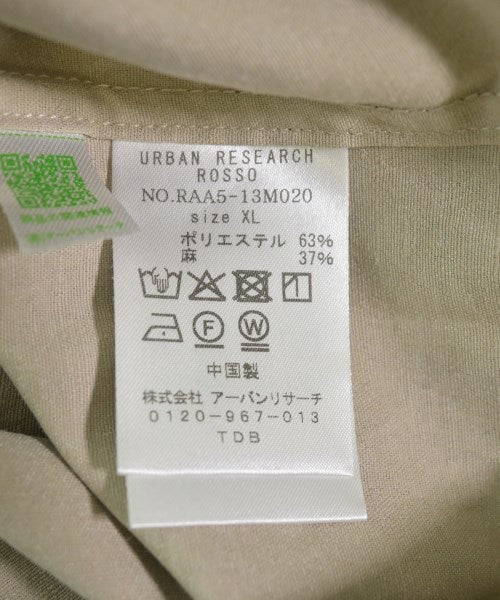 URBAN RESEARCH
ROSSO
NO.RAA5-13M020
size XL
ポリエステル 63%
麻 37%
F W
中国製
株式会社 アーバンリサーチ
0120-967-013
TDB